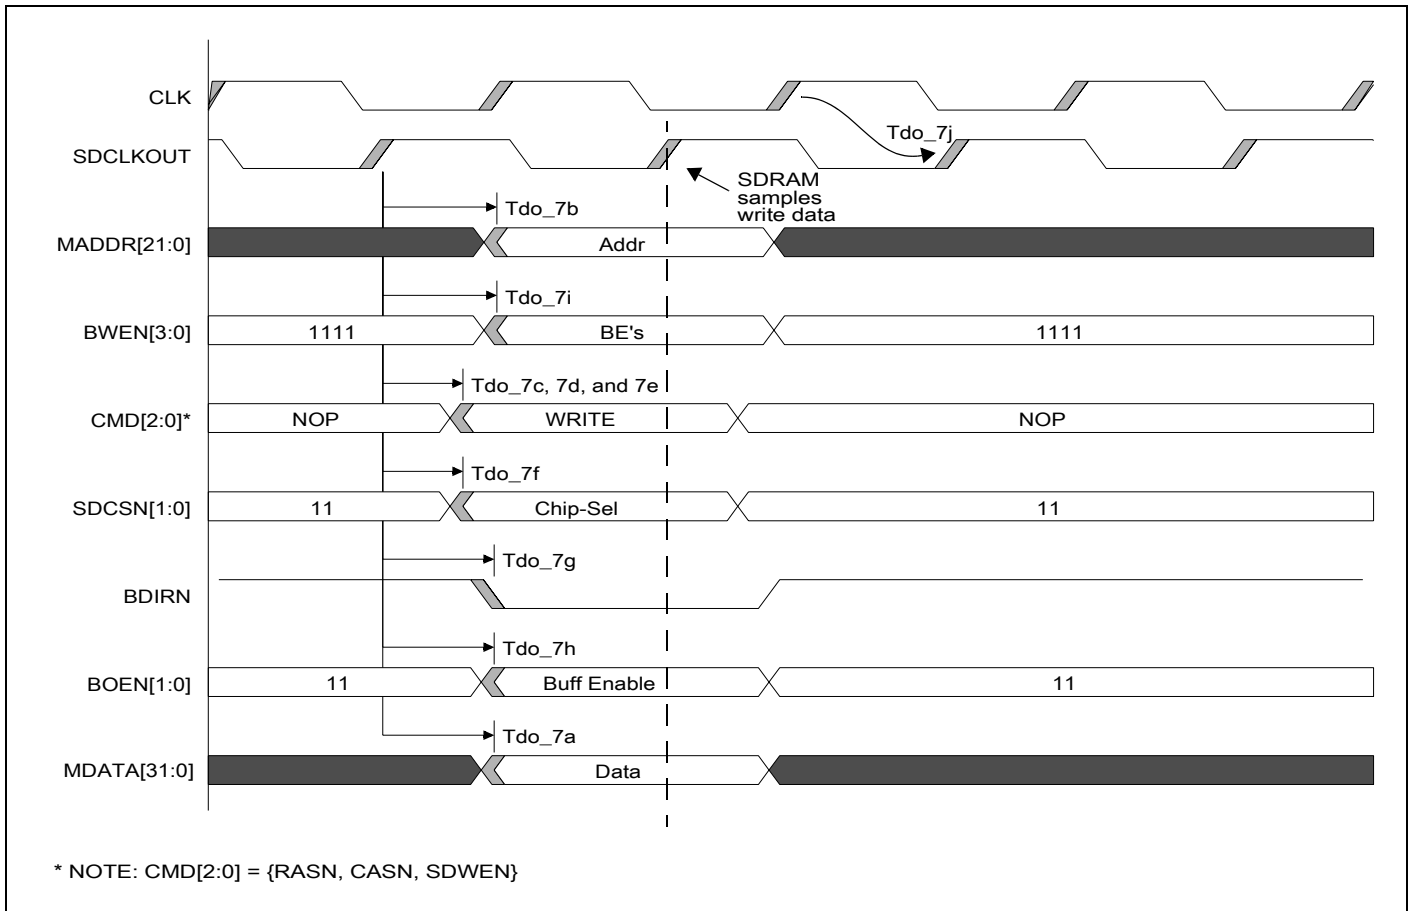 CLK
Tdo_7j
SDCLKOUT
SDRAM
samples
write data
Tdo_7b
MADDR[21:0]
Addr
Tdo_7i
BWEN[3:0]
1111
BE's
1111
Tdo_7c, 7d, and 7e
CMD[2:0]*
NOP
WRITE
NOP
Tdo_7f
SDCSN[1:0]
11
Chip-Sel
11
Tdo_7g
BDIRN
Tdo_7h
BOEN[1:0]
11
Buff Enable
11
Tdo_7a
MDATA[31:0]
Data
* NOTE: CMD[2:0] = {RASN, CASN, SDWEN}